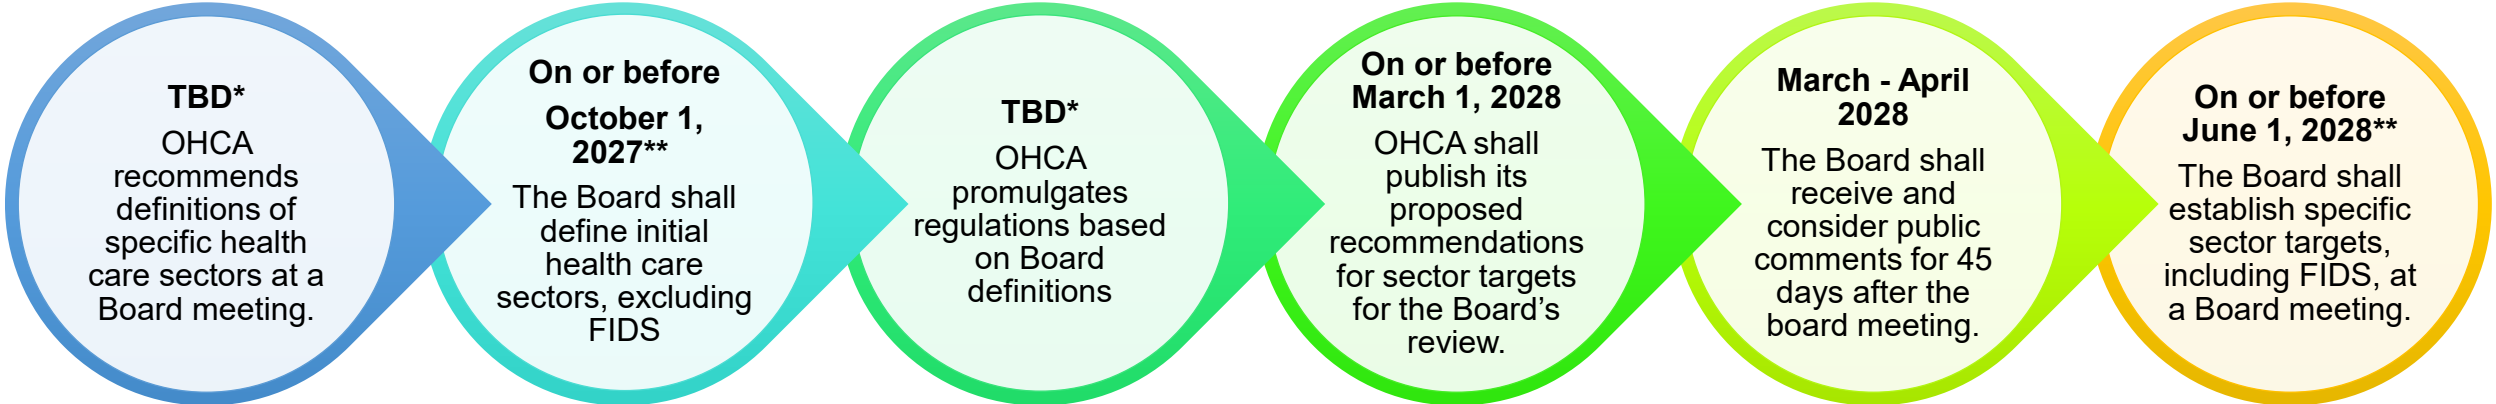 TBD*
OHCA
recommends
definitions of
specific health
care sectors at a
Board meeting.
On or before
October 1,
2027**
The Board shall
define initial
health care
sectors, excluding
FIDS
TBD*
OHCA
promulgates
regulations based
on Board
definitions
On or before
March 1, 2028
OHCA shall
publish its
proposed
recommendations
for sector targets
for the Board’s
review.
March - April
2028
The Board shall
receive and
consider public
comments for 45
days after the
board meeting.
On or before
June 1, 2028**
The Board shall
establish specific
sector targets,
including FIDS, at
a Board meeting.